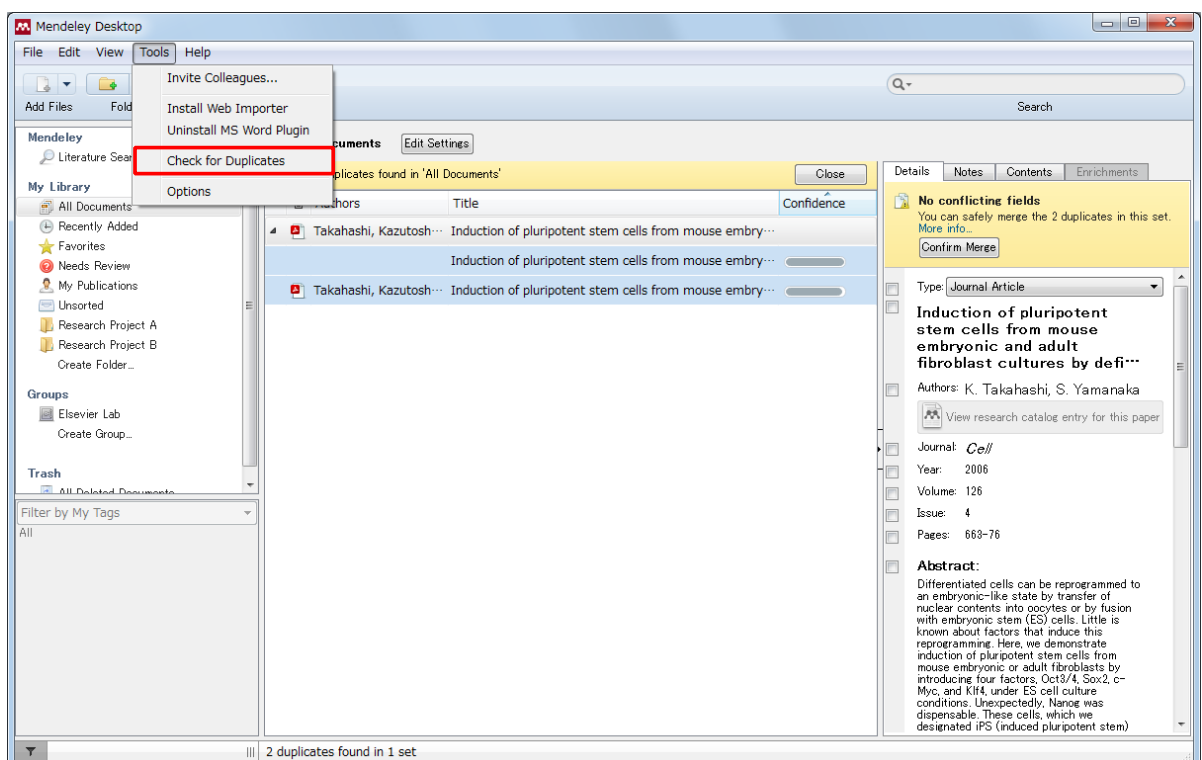 Mendeley Desktop
File Edit View Tools Help
Invite Colleagues...
Install Web Importer
Uninstall MS Word Plugin
Check for Duplicates
Options
Add Files Fold
Search
Mendeley
Literature Sear
My Library
All Documents
Recently Added
Favorites
Needs Review
My Publications
Unsorted
Research Project A
Research Project B
Create Folder...
Groups
Elsevier Lab
Create Group...
Trash
All Deleted Documents
Filter by My Tags
All
cuments Edit Settings
plicates found in 'All Documents' Close
Authors Title Confidence
Takahashi, Kazutosh… Induction of pluripotent stem cells from mouse embry…
Induction of pluripotent stem cells from mouse embry…
Takahashi, Kazutosh… Induction of pluripotent stem cells from mouse embry…
Details Notes Contents Enrichments
No conflicting fields
You can safely merge the 2 duplicates in this set.
More info...
Confirm Merge
Type: Journal Article
Induction of pluripotent
stem cells from mouse
embryonic and adult
fibroblast cultures by defi…
Authors: K. Takahashi, S. Yamanaka
View research catalog entry for this paper
Journal: Cell
Year: 2006
Volume: 126
Issue: 4
Pages: 663-76
Abstract:
Differentiated cells can be reprogrammed to
an embryonic-like state by transfer of
nuclear contents into oocytes or by fusion
with embryonic stem (ES) cells. Little is
known about factors that induce this
reprogramming. Here, we demonstrate
induction of pluripotent stem cells from
mouse embryonic or adult fibroblasts by
introducing four factors, Oct3/4, Sox2, c-
Myc, and Klf4, under ES cell culture
conditions. Unexpectedly, Nanog was
dispensable. These cells, which we
designated iPS (induced pluripotent stem)
2 duplicates found in 1 set